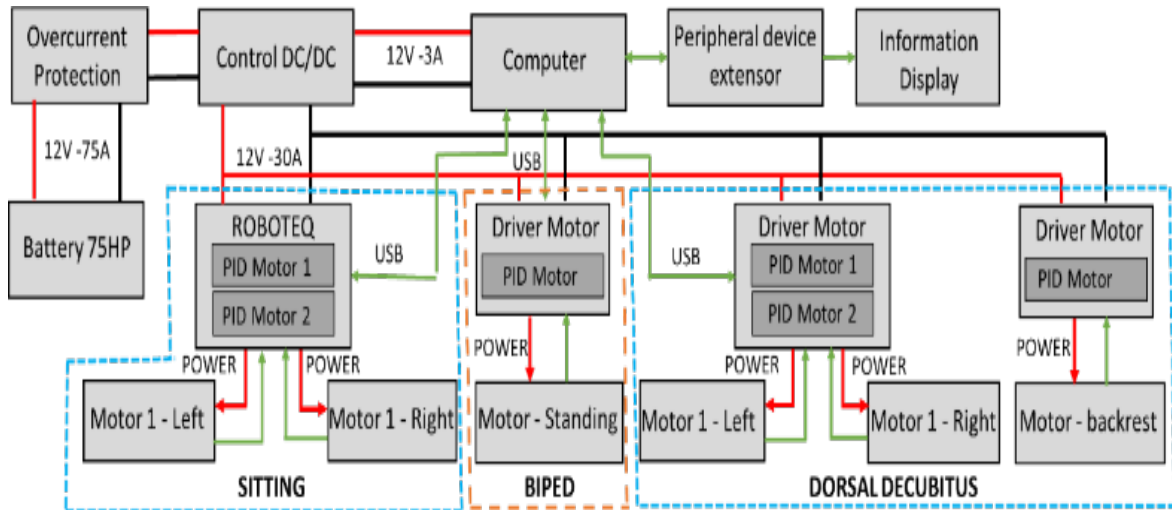 Overcurrent
Protection
Control DC/DC
12V -3A
Computer
Peripheral device
extensor
Information
Display
12V -75A
12V -30A
USB
Battery 75HP
ROBOTEQ
PID Motor 1
PID Motor 2
USB
Driver Motor
PID Motor
USB
Driver Motor
PID Motor 1
PID Motor 2
Driver Motor
PID Motor
POWER
POWER
POWER
POWER
POWER
POWER
Motor 1 - Left
Motor 1 - Right
Motor - Standing
Motor 1 - Left
Motor 1 - Right
Motor - backrest
SITTING
BIPED
DORSAL DECUBITUS